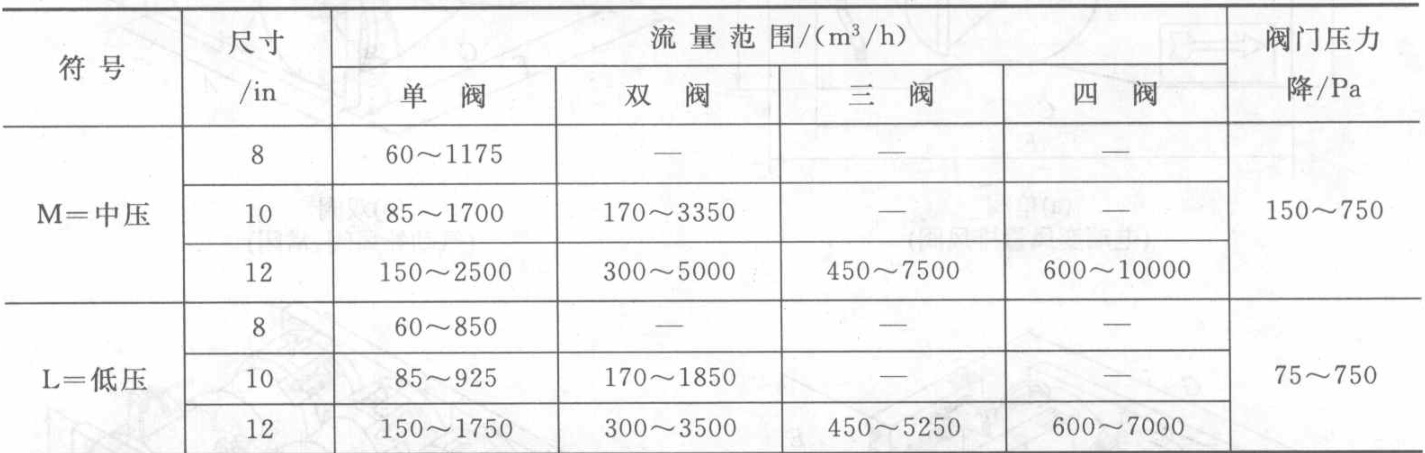 符号 尺寸/in 流量范围/(m³/h) 阀门压力降/Pa
单阀 双阀 三阀 四阀
M=中压 8 60～1175 — — — 150～750
10 85～1700 170～3350 — —
12 150～2500 300～5000 450～7500 600～10000
L=低压 8 60～850 — — — 75～750
10 85～925 170～1850 — —
12 150～1750 300～3500 450～5250 600～7000